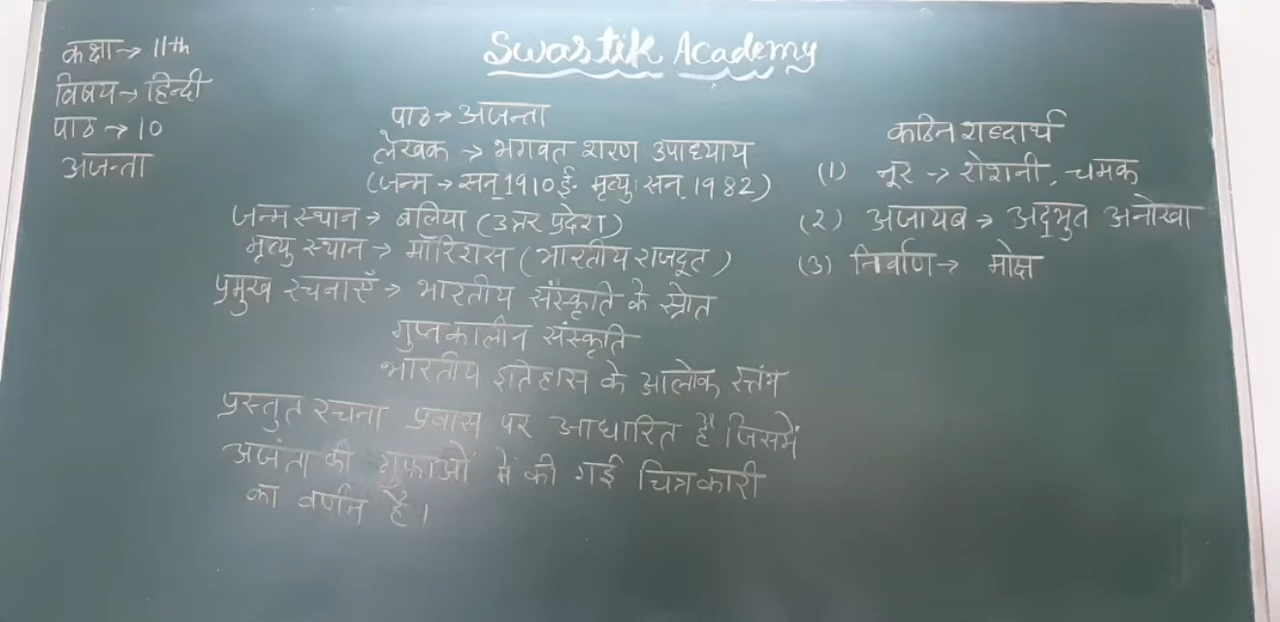 Swastik Academy
कक्षा → 11th
विषय → हिन्दी
पाठ → 10
अजन्ता
पाठ → अजन्ता
लेखक → भगवत शरण उपाध्याय
(जन्म → सन् 1910 ई. मृत्यु: सन् 1982)
जन्म स्थान → बलिया (उत्तर प्रदेश)
मृत्यु स्थान → मॉरिशस (भारतीय राजदूत)
प्रमुख रचनाएँ → भारतीय संस्कृति के स्रोत
गुप्तकालीन संस्कृति
भारतीय इतिहास के आलोक स्तंभ
प्रस्तुत रचना प्रवास पर आधारित है जिसमें
अजंता की गुफाओं में की गई चित्रकारी
का वर्णन है।
कठिन शब्दार्थ
(1) नूर → रोशनी, चमक
(2) अजायब → अद्भुत अनोखा
(3) निर्वाण → मोक्ष